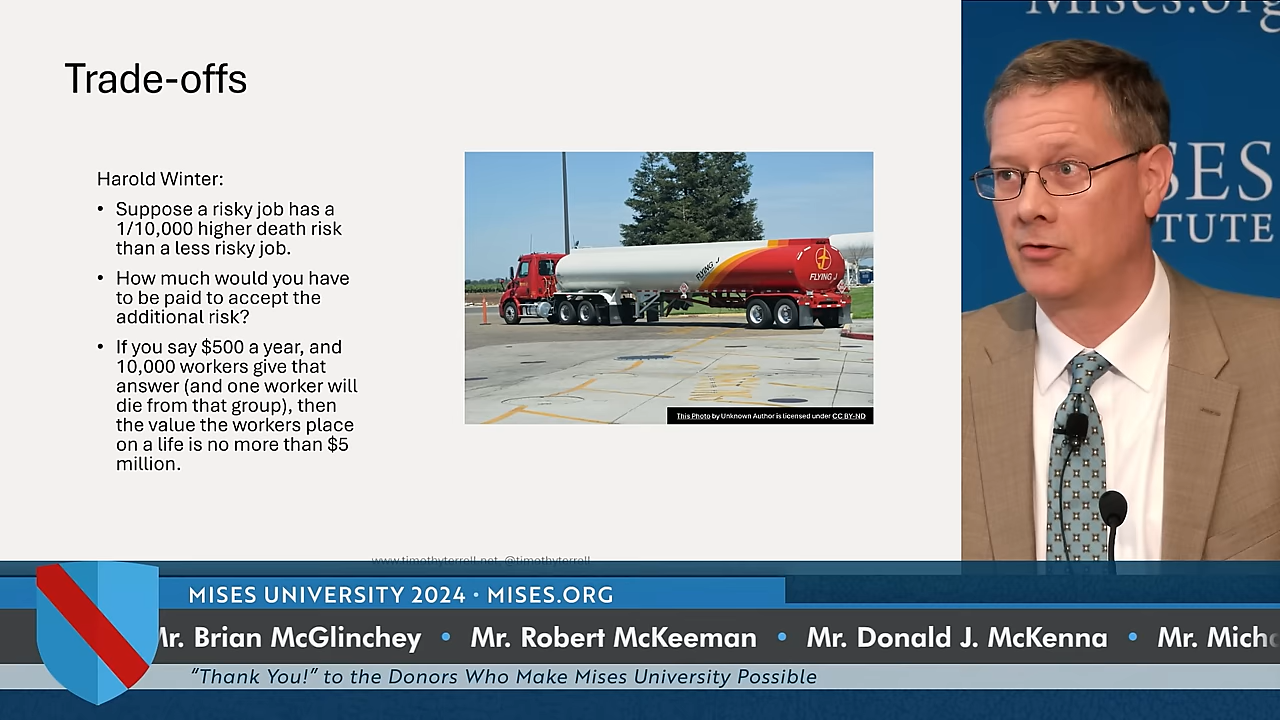 Trade-offs
Harold Winter:
• Suppose a risky job has a
1/10,000 higher death risk
than a less risky job.
• How much would you have
to be paid to accept the
additional risk?
• If you say $500 a year, and
10,000 workers give that
answer (and one worker will
die from that group), then
the value the workers place
on a life is no more than $5
million.
FLYING J
FLYING J
This Photo by Unknown Author is licensed under CC BY-ND
www.timothyterrell.net, @timothyterrell
Mises.org
SES
TUTE
MISES UNIVERSITY 2024 • MISES.ORG
Mr. Brian McGlinchey • Mr. Robert McKeeman • Mr. Donald J. McKenna • Mr. Mich
“Thank You!” to the Donors Who Make Mises University Possible